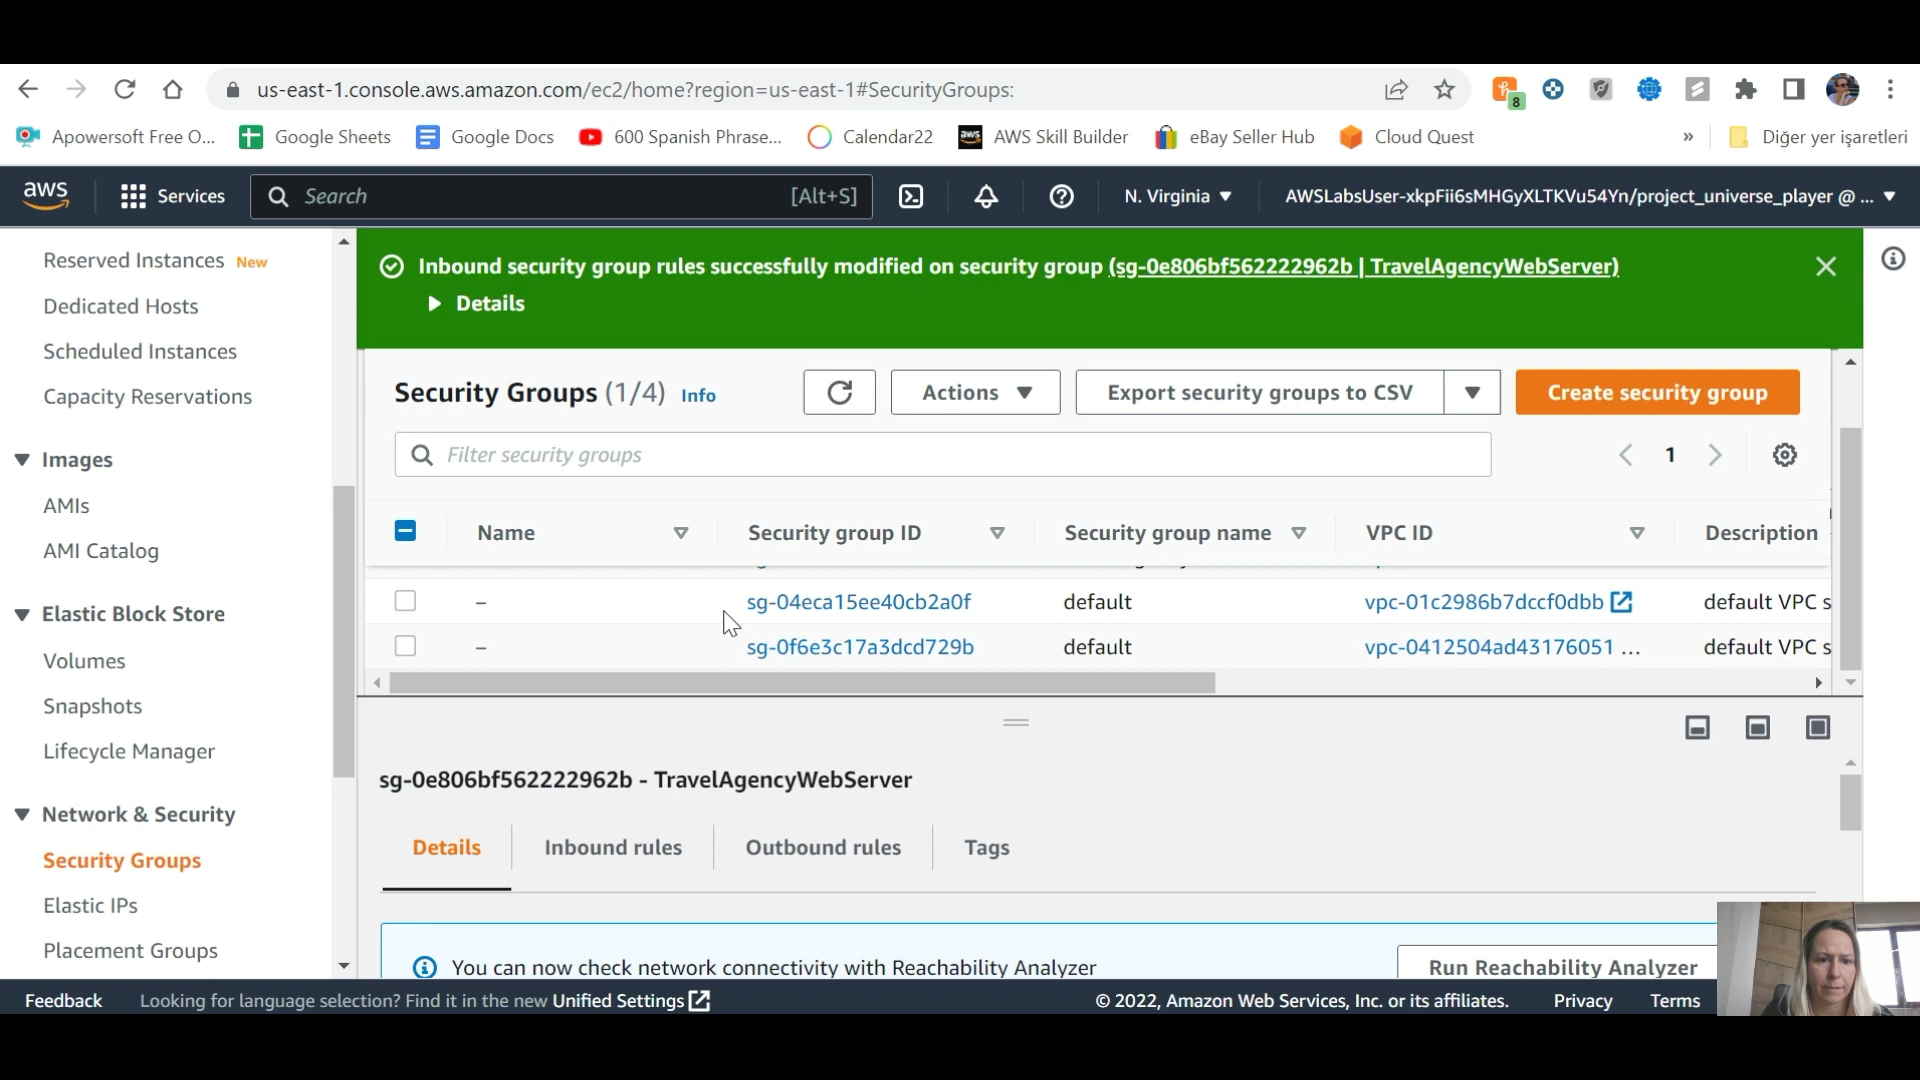 us-east-1.console.aws.amazon.com/ec2/home?region=us-east-1#SecurityGroups:
8
Apowersoft Free O... Google Sheets Google Docs 600 Spanish Phrase... Calendar22 aws AWS Skill Builder eBay Seller Hub Cloud Quest » Diğer yer işaretleri
aws Services Search [Alt+S] N. Virginia AWSLabsUser-xkpFii6sMHGyXLTKVu54Yn/project_universe_player @ ...
Reserved Instances New
Dedicated Hosts
Scheduled Instances
Capacity Reservations
Images
AMIs
AMI Catalog
Elastic Block Store
Volumes
Snapshots
Lifecycle Manager
Network & Security
Security Groups
Elastic IPs
Placement Groups
Inbound security group rules successfully modified on security group (sg-0e806bf562222962b | TravelAgencyWebServer)
Details
Security Groups (1/4) Info Actions Export security groups to CSV Create security group
Filter security groups 1
Name Security group ID Security group name VPC ID Description
– sg-04eca15ee40cb2a0f default vpc-01c2986b7dccf0dbb default VPC s
– sg-0f6e3c17a3dcd729b default vpc-0412504ad43176051 ... default VPC s
sg-0e806bf562222962b - TravelAgencyWebServer
Details Inbound rules Outbound rules Tags
You can now check network connectivity with Reachability Analyzer Run Reachability Analyzer
Feedback Looking for language selection? Find it in the new Unified Settings © 2022, Amazon Web Services, Inc. or its affiliates. Privacy Terms